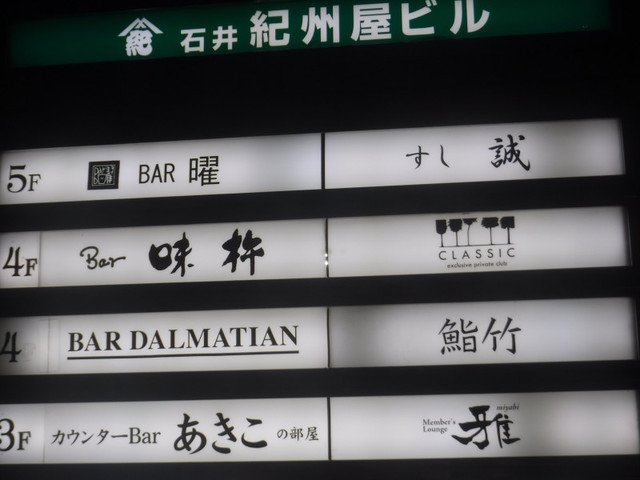 紀 石井 紀州屋ビル
5F BAR 曜 すし 誠
4F Bar 味 杵 CLASSIC
exclusive private club
4 BAR DALMATIAN 鮨竹
3F カウンターBar あきこの部屋 Member's Lounge miyabi 雅